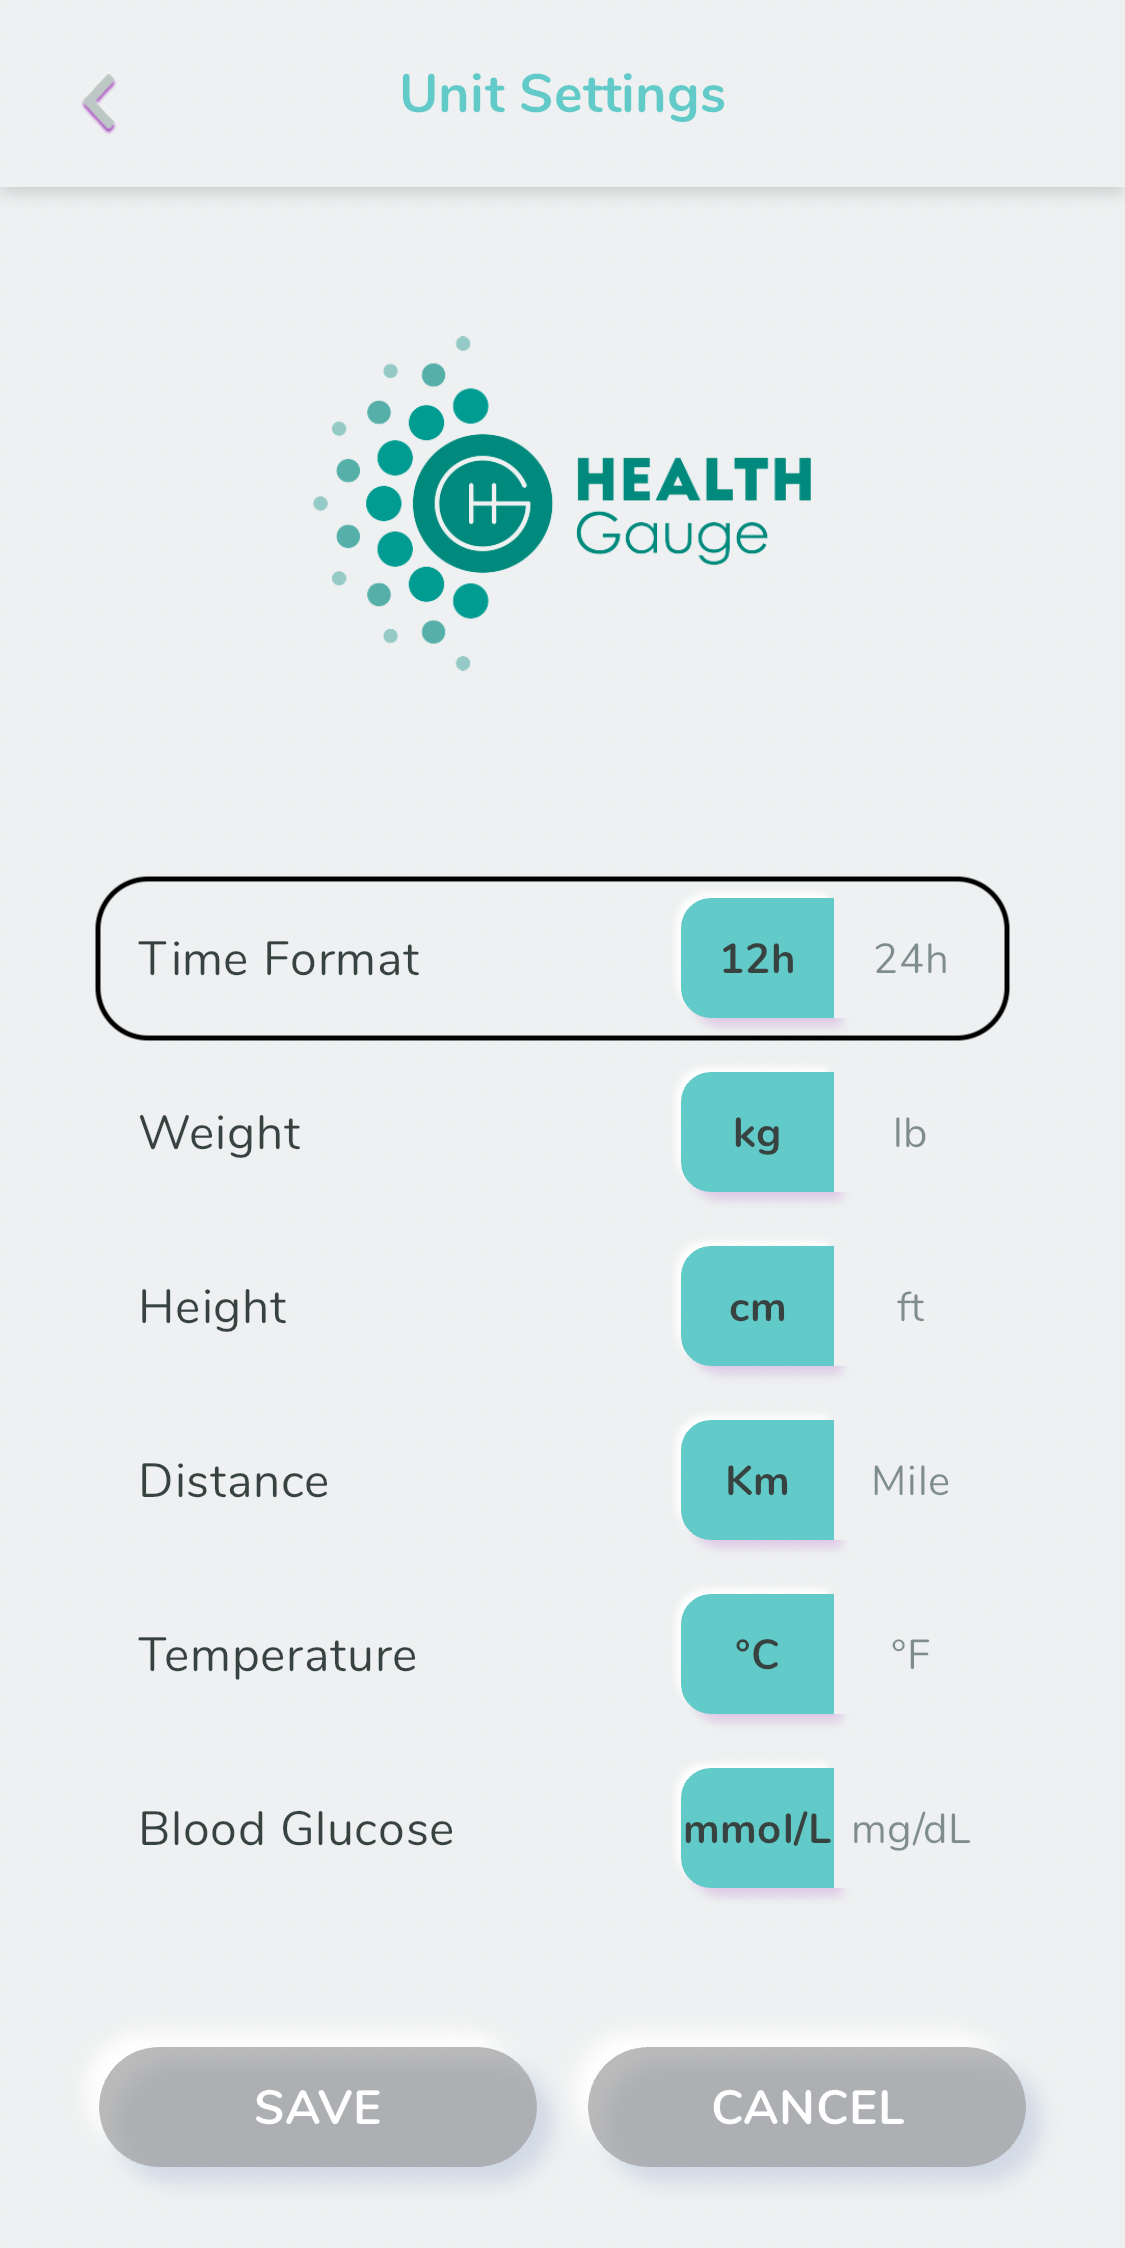 Unit Settings
HEALTH
Gauge
Time Format 12h 24h
Weight kg lb
Height cm ft
Distance Km Mile
Temperature °C °F
Blood Glucose mmol/L mg/dL
SAVE CANCEL